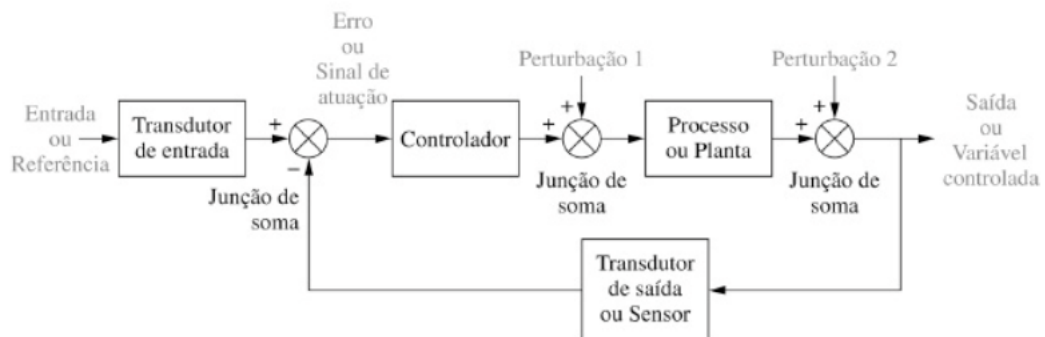 Entrada
ou
Referência
Transdutor
de entrada
+
−
Junção de
soma
Erro
ou
Sinal de
atuação
Controlador
Perturbação 1
+
+
Junção de
soma
Processo
ou Planta
Perturbação 2
+
+
Junção de
soma
Saída
ou
Variável
controlada
Transdutor
de saída
ou Sensor